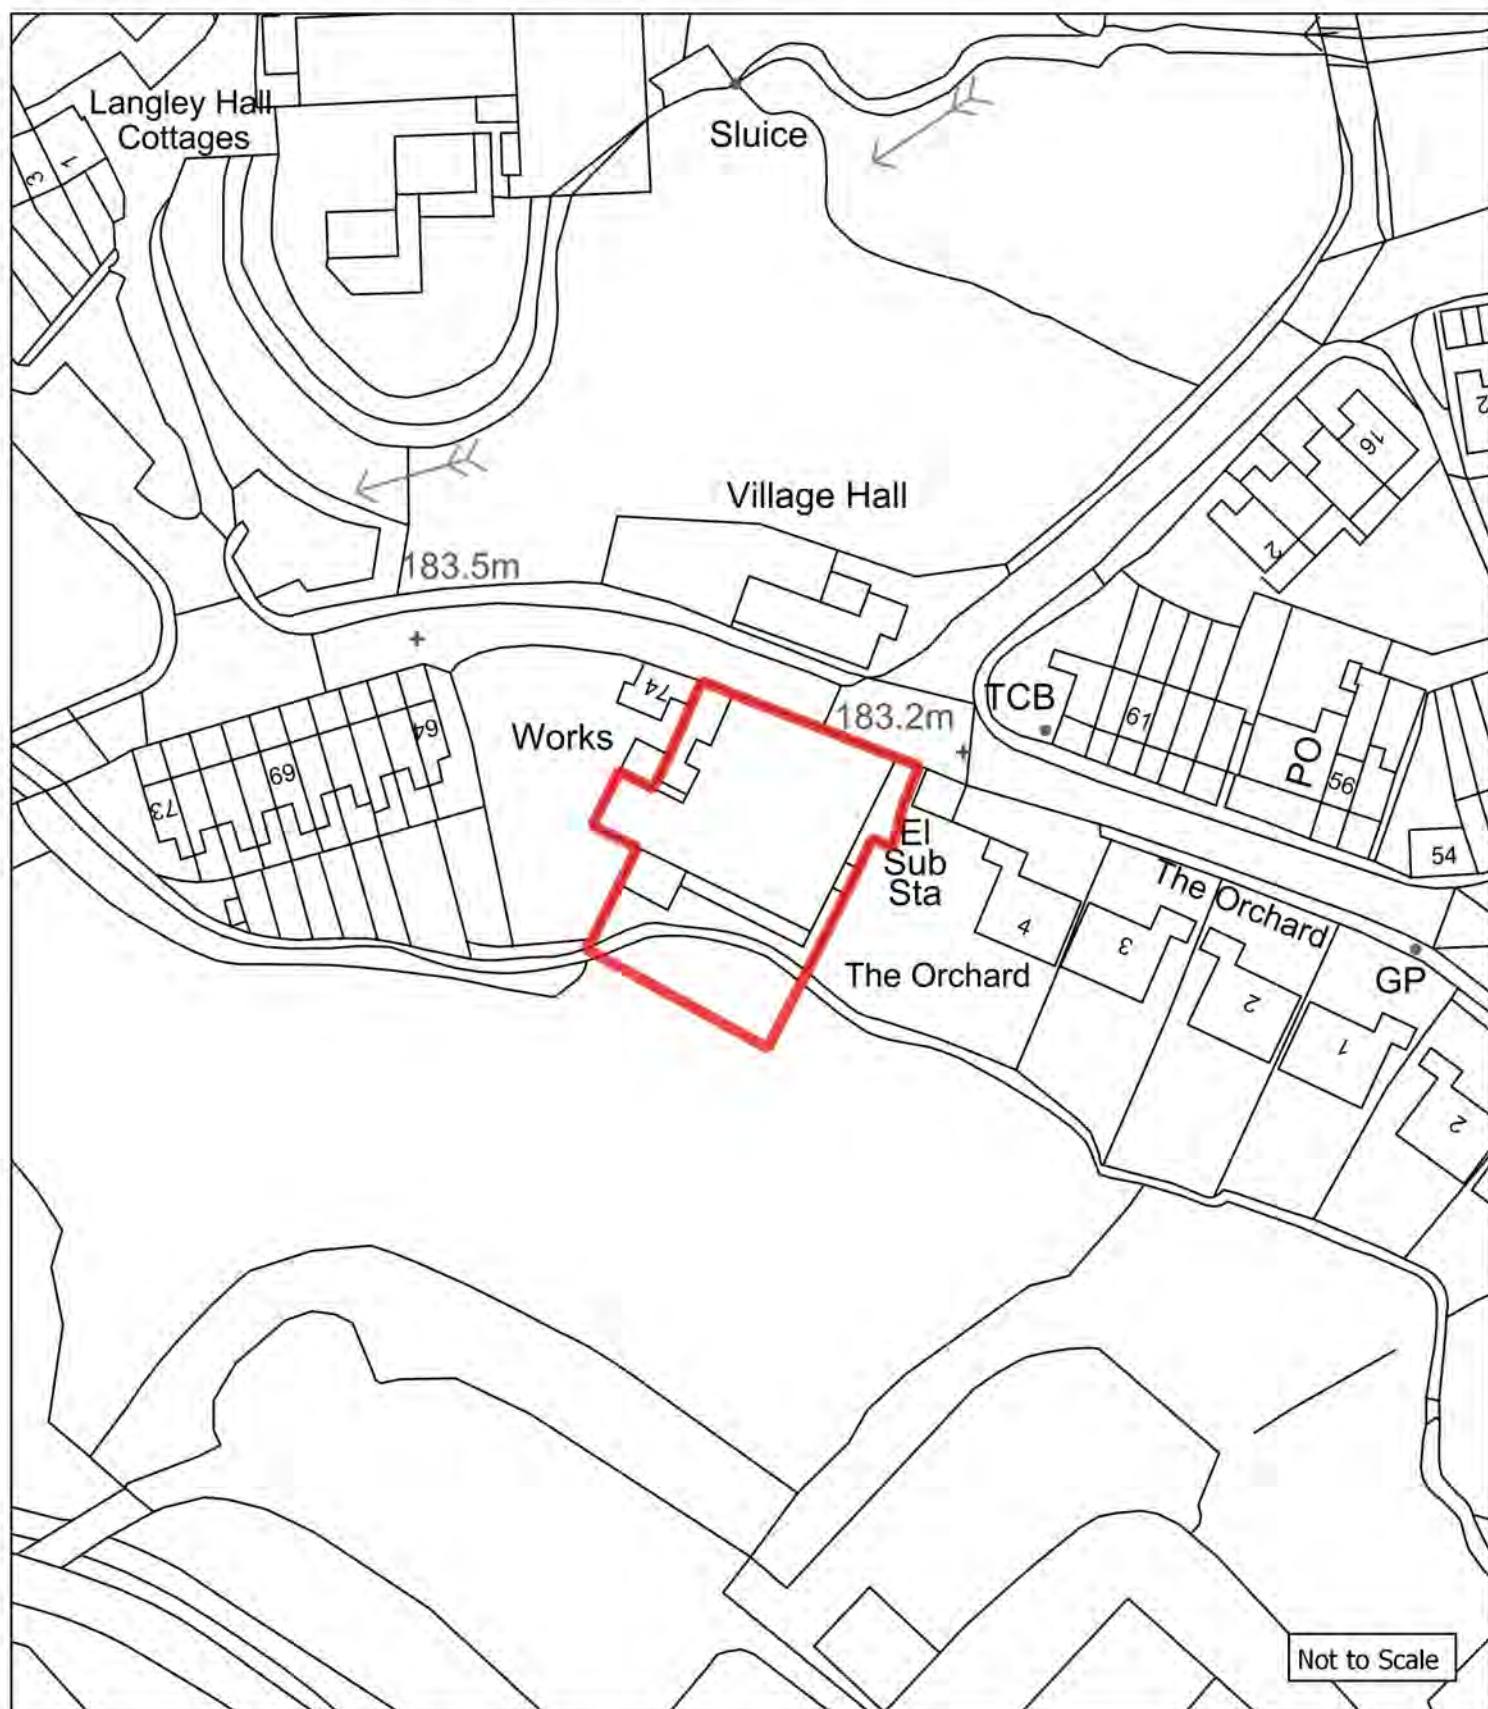 Langley Hall
Cottages
Sluice
1
3
2
16
2
Village Hall
183.5m
74
TCB
183.2m
61
Works
64
69
PO
56
73
El
Sub
Sta
54
The Orchard
4
3
The Orchard
GP
2
1
2
Not to Scale